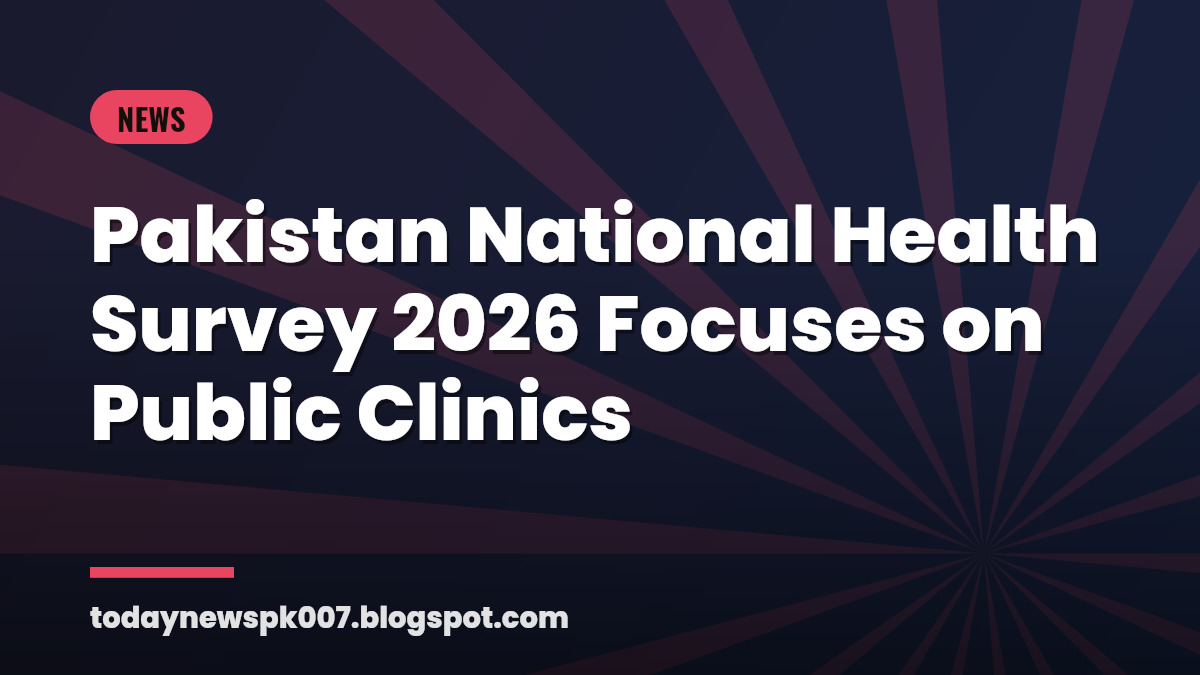 NEWS
Pakistan National Health
Survey 2026 Focuses on
Public Clinics
todaynewspk007.blogspot.com